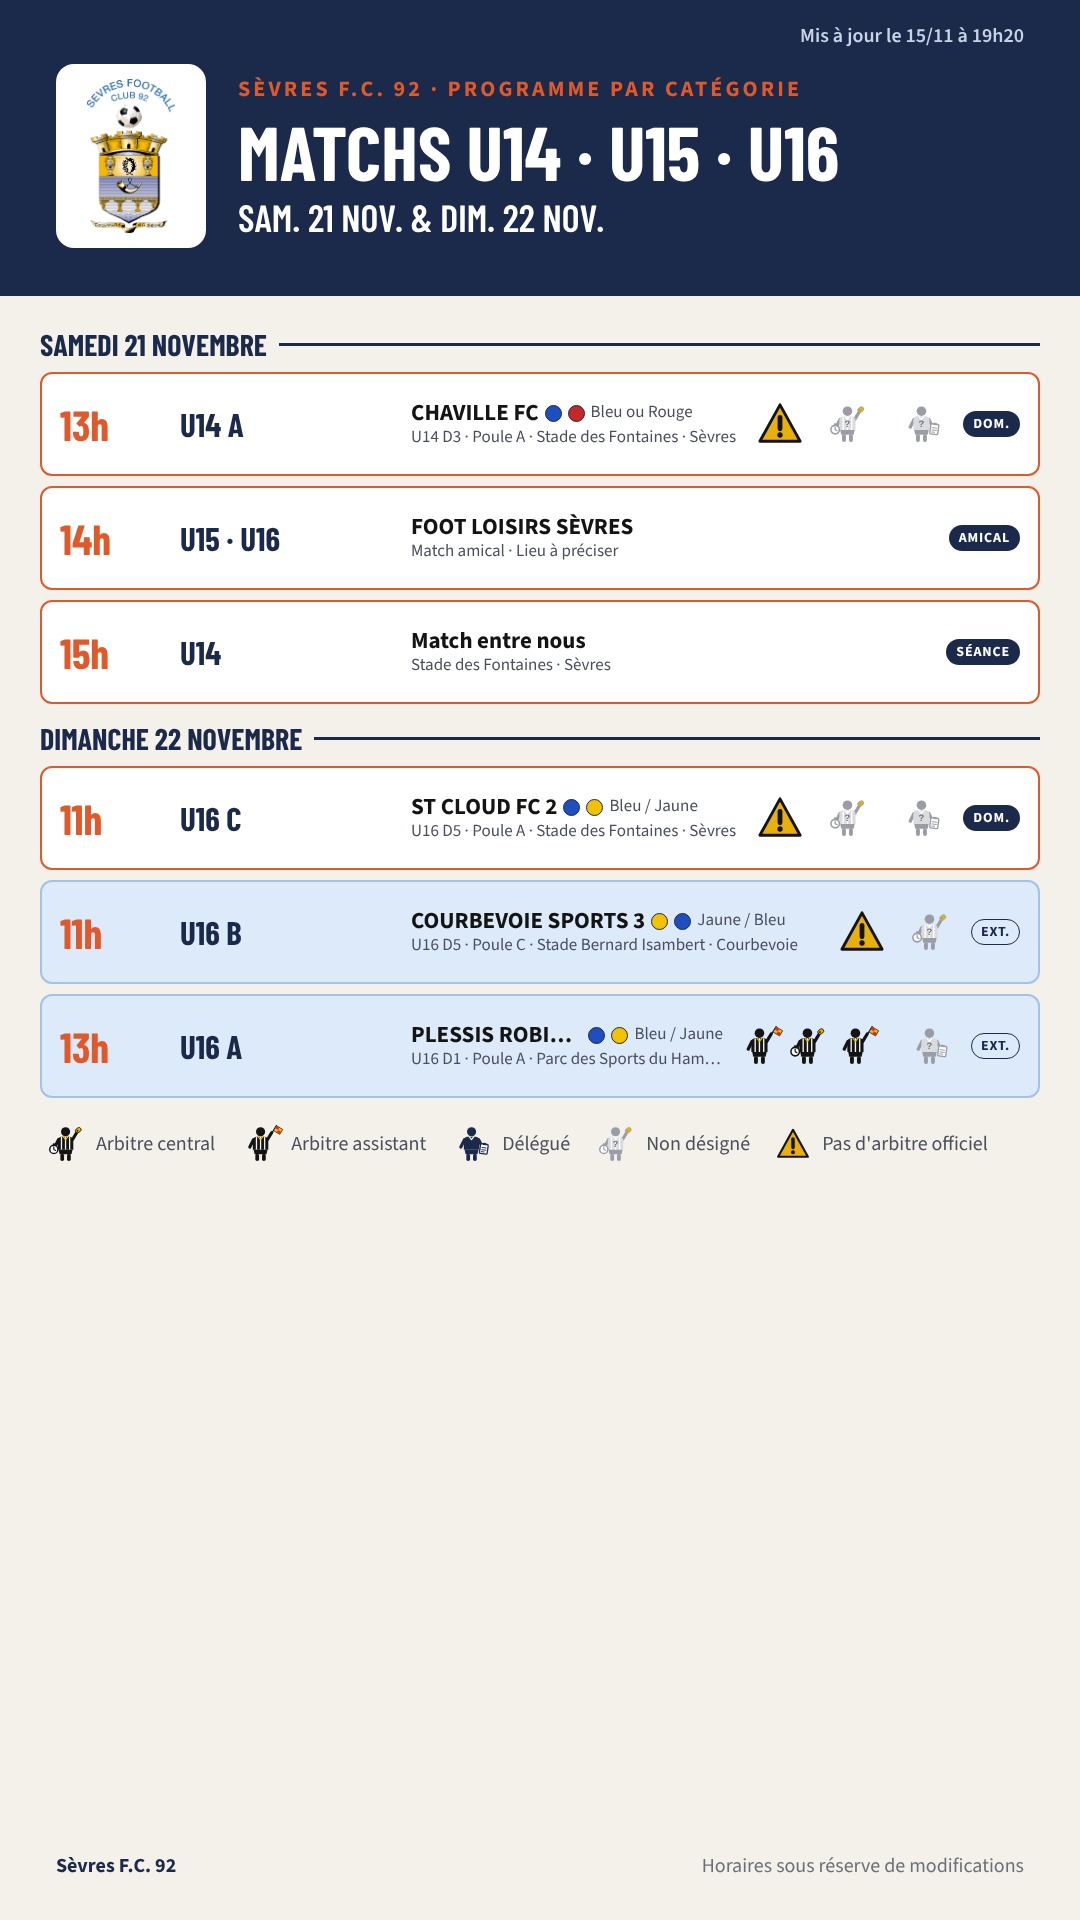 Mis à jour le 15/11 à 19h20
SEVRES FOOTBALL
CLUB 92
SÈVRES F.C. 92 · PROGRAMME PAR CATÉGORIE
MATCHS U14 · U15 · U16
SAM. 21 NOV. & DIM. 22 NOV.
SAMEDI 21 NOVEMBRE
13h U14 A CHAVILLE FC Bleu ou Rouge
U14 D3 · Poule A · Stade des Fontaines · Sèvres ? ? DOM.
14h U15 · U16 FOOT LOISIRS SÈVRES
Match amical · Lieu à préciser AMICAL
15h U14 Match entre nous
Stade des Fontaines · Sèvres SÉANCE
DIMANCHE 22 NOVEMBRE
11h U16 C ST CLOUD FC 2 Bleu / Jaune
U16 D5 · Poule A · Stade des Fontaines · Sèvres ? ? DOM.
11h U16 B COURBEVOIE SPORTS 3 Jaune / Bleu
U16 D5 · Poule C · Stade Bernard Isambert · Courbevoie ? EXT.
13h U16 A PLESSIS ROBI… Bleu / Jaune
U16 D1 · Poule A · Parc des Sports du Ham… ? EXT.
Arbitre central Arbitre assistant Délégué ? Non désigné Pas d'arbitre officiel
Sèvres F.C. 92 Horaires sous réserve de modifications